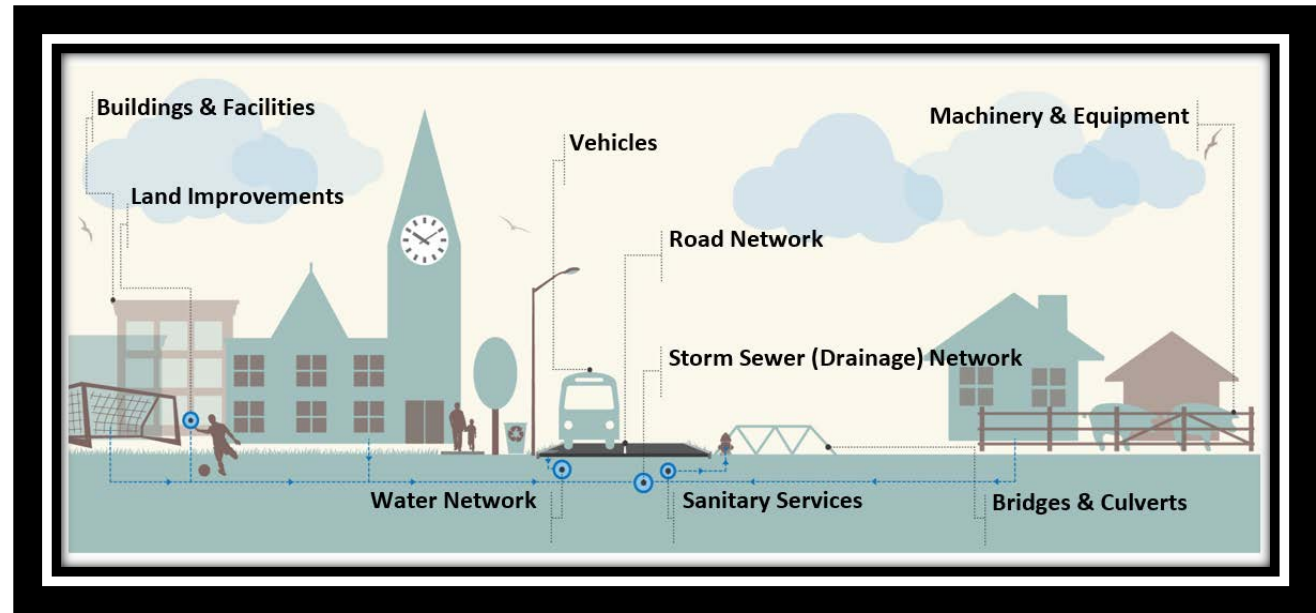 Buildings & Facilities
Machinery & Equipment
Vehicles
Land Improvements
Road Network
Storm Sewer (Drainage) Network
Water Network
Sanitary Services
Bridges & Culverts